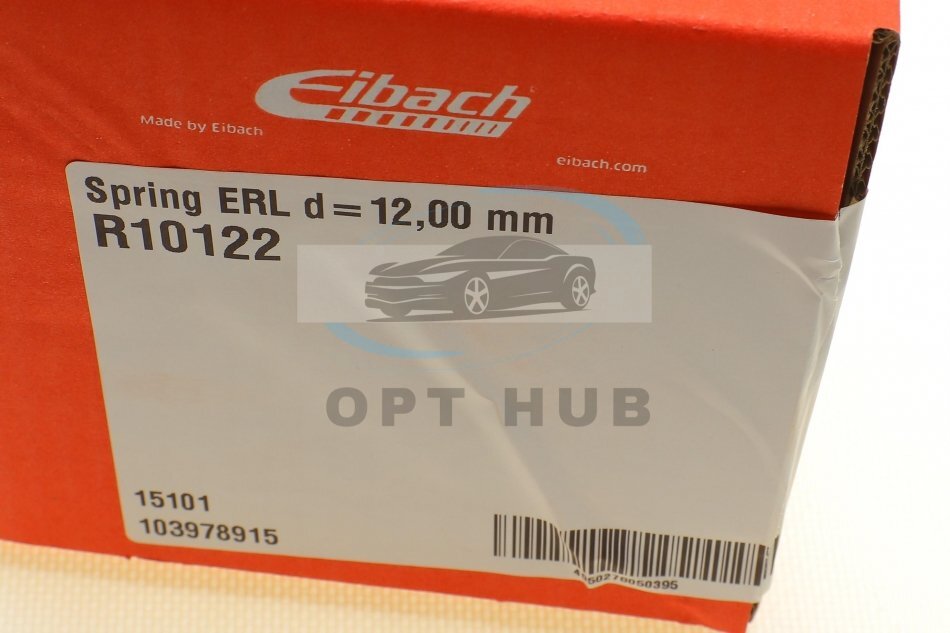 Eibach
Made by Eibach
eibach.com
Spring ERL d=12,00 mm
R10122
OPT HUB
15101
103978915